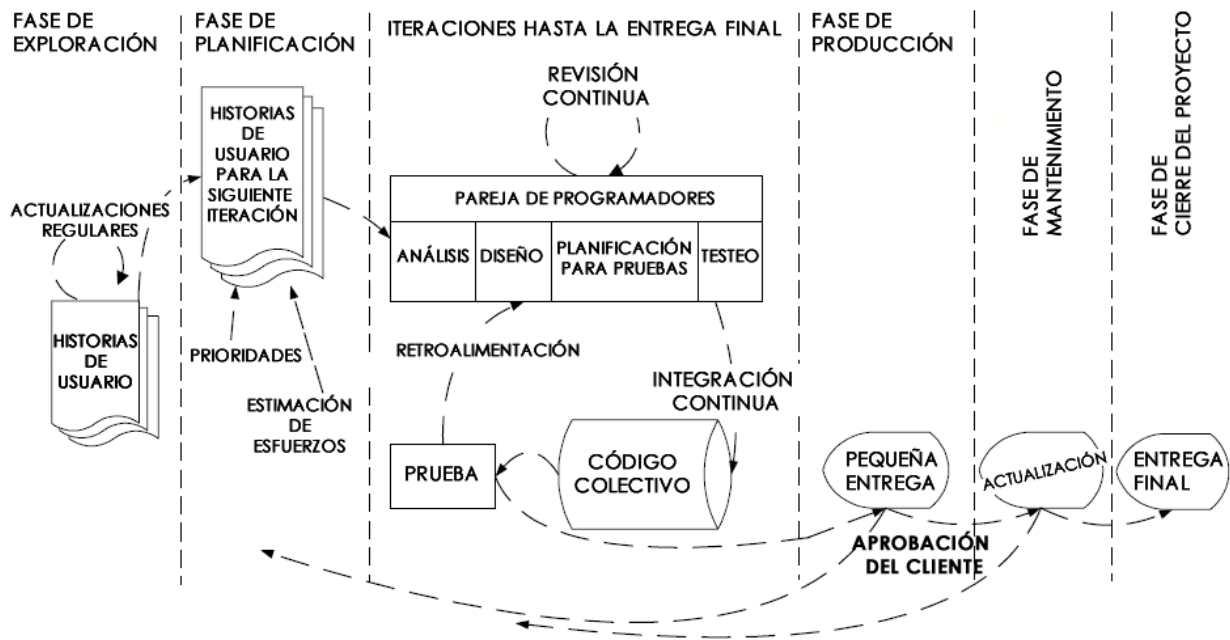 FASE DE
EXPLORACIÓN
FASE DE
PLANIFICACIÓN
ITERACIONES HASTA LA ENTREGA FINAL
FASE DE
PRODUCCIÓN
FASE DE
MANTENIMIENTO
FASE DE
CIERRE DEL PROYECTO
ACTUALIZACIONES
REGULARES
HISTORIAS
DE
USUARIO
HISTORIAS
DE
USUARIO
PARA LA
SIGUIENTE
ITERACIÓN
PRIORIDADES
ESTIMACIÓN
DE
ESFUERZOS
REVISIÓN
CONTINUA
PAREJA DE PROGRAMADORES
ANÁLISIS
DISEÑO
PLANIFICACIÓN
PARA PRUEBAS
TESTEO
RETROALIMENTACIÓN
INTEGRACIÓN
CONTINUA
PRUEBA
CÓDIGO
COLECTIVO
PEQUEÑA
ENTREGA
ACTUALIZACIÓN
ENTREGA
FINAL
APROBACIÓN
DEL CLIENTE